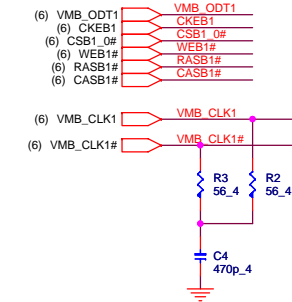 (6) VMB_ODT1 VMB_ODT1
(6) CKEB1 CKEB1
(6) CSB1_0# CSB1_0#
(6) WEB1# WEB1#
(6) RASB1# RASB1#
(6) CASB1# CASB1#
(6) VMB_CLK1 VMB_CLK1
(6) VMB_CLK1# VMB_CLK1#
R3 R2
56_4 56_4
C4
470p_4